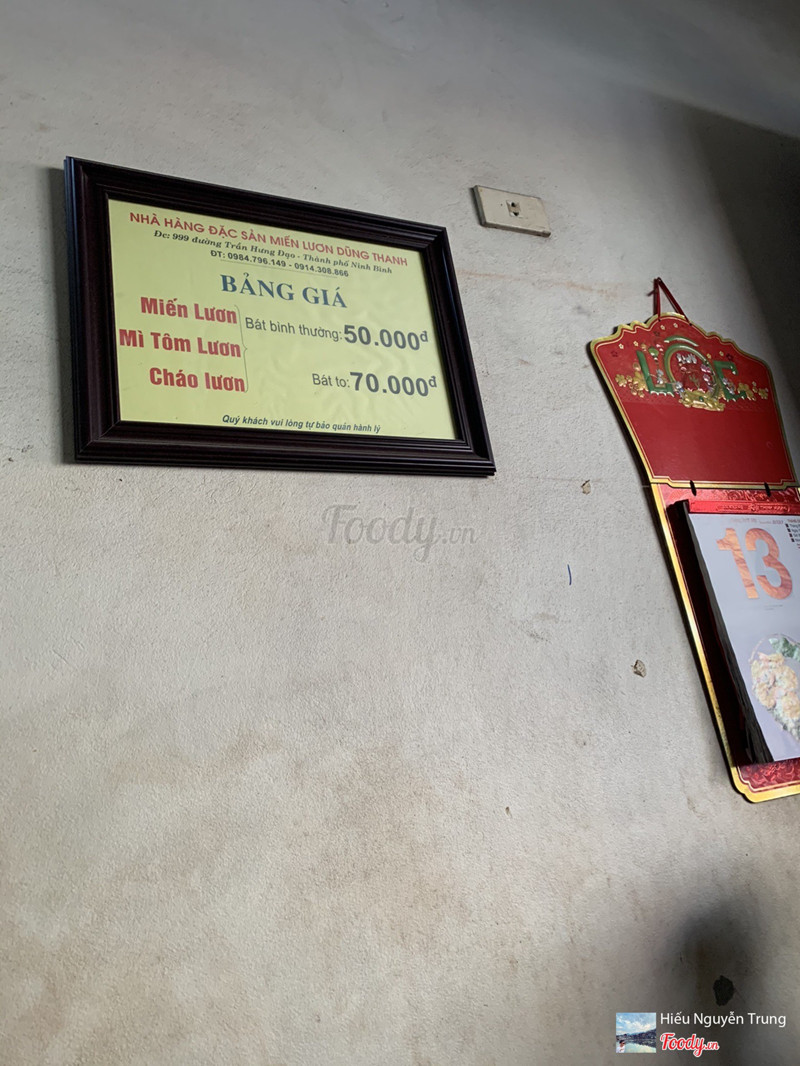 NHÀ HÀNG ĐẶC SẢN MIẾN LƯƠN DŨNG THANH
Đc: 999 đường Trần Hưng Đạo - Thành phố Ninh Bình
ĐT: 0984.796.149 - 0914.308.866
BẢNG GIÁ
Miến Lươn
Mì Tôm Lươn
Cháo lươn
Bát bình thường: 50.000đ
Bát to: 70.000đ
Quý khách vui lòng tự bảo quản hành lý
LỘC
13
Foody.vn
Hiếu Nguyễn Trung
Foody.vn